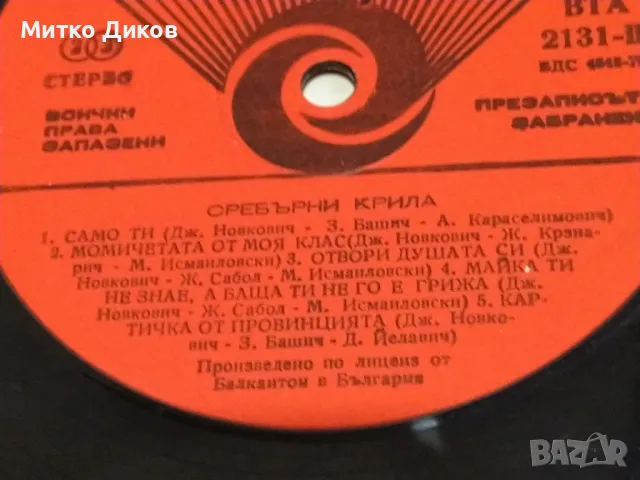 Митко Диков
СТЕРЕО
ВСИЧКИ
ПРАВА
ЗАПАЗЕНИ
ВТА
2131-II
БДС
ПРЕЗАПИСЪТ
ЗАБРАНЕН
СРЕБЪРНИ КРИЛА
1. САМО ТИ (Дж. Новкович - З. Башич - А. Караселимович)
2. МОМИЧЕТАТА ОТ МОЯ КЛАС(Дж. Новкович - Ж. Крзна-
рич - М. Исмаиловски) 3. ОТВОРИ ДУШАТА СИ (Дж.
Новкович - Ж. Сабол - М. Исмаиловски) 4. МАЙКА ТИ
НЕ ЗНАЕ, А БАЩА ТИ НЕ ГО Е ГРИЖА (Дж.
Новкович - Ж. Сабол - М. Исмаиловски) 5. КАР-
ТИЧКА ОТ ПРОВИНЦИЯТА (Дж. Новко-
вич - З. Башич - Д. Йелавич)
Произведено по лиценз от
Балкантон в България
BAZAR